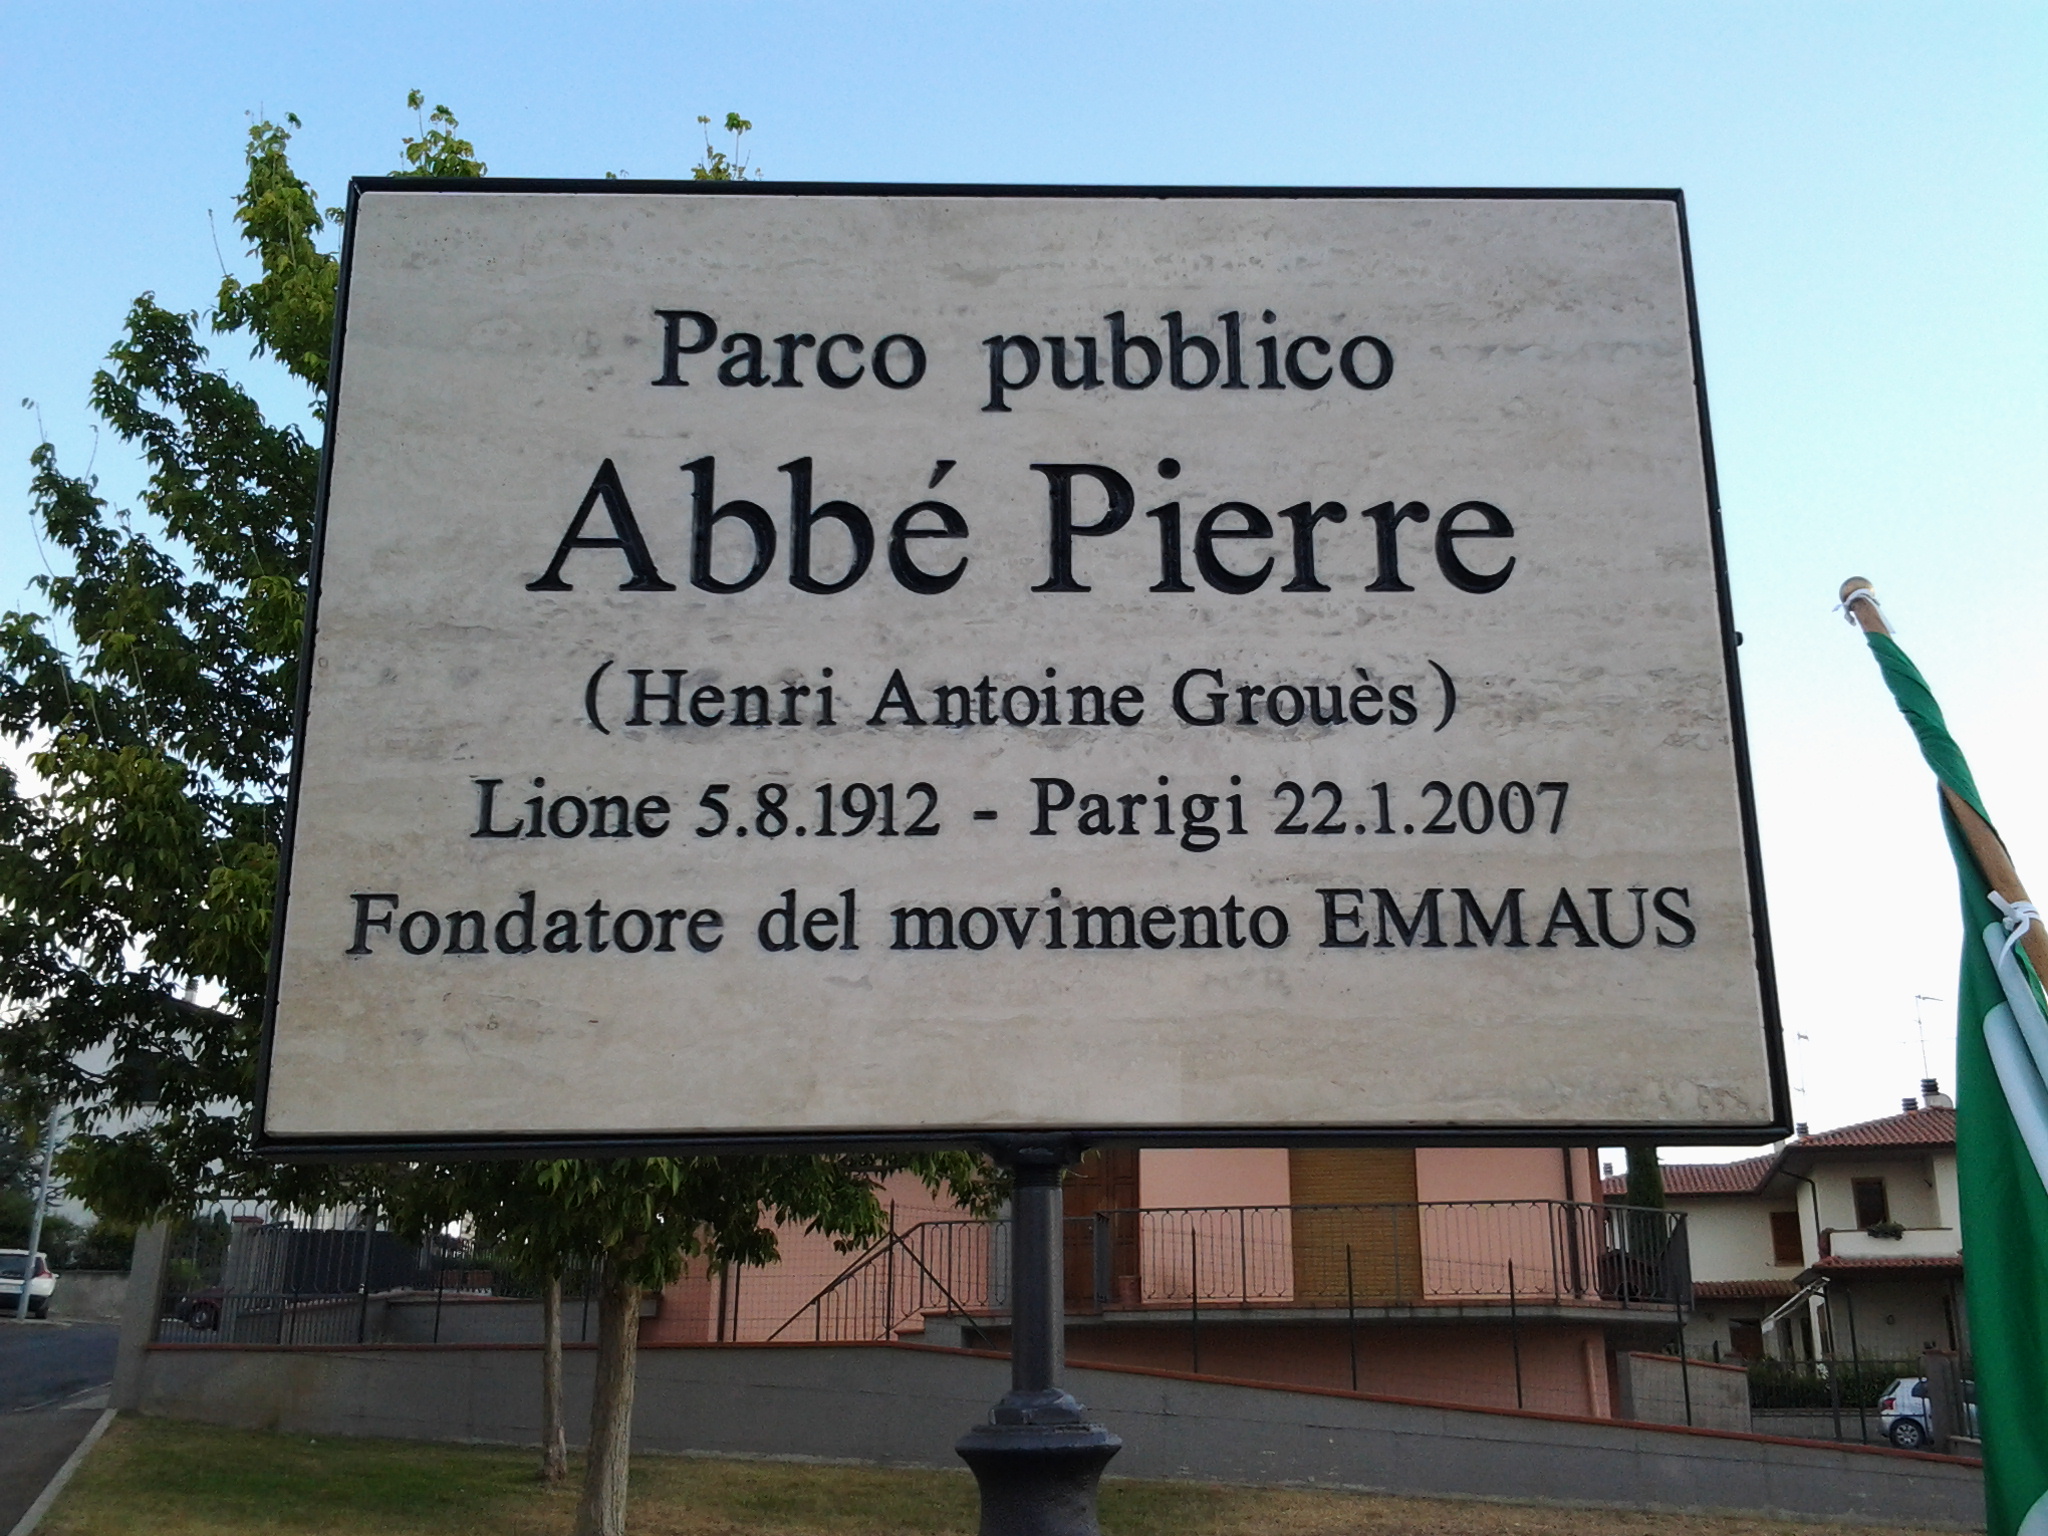 Parco pubblico
Abbé Pierre
(Henri Antoine Grouès)
Lione 5.8.1912 - Parigi 22.1.2007
Fondatore del movimento EMMAUS